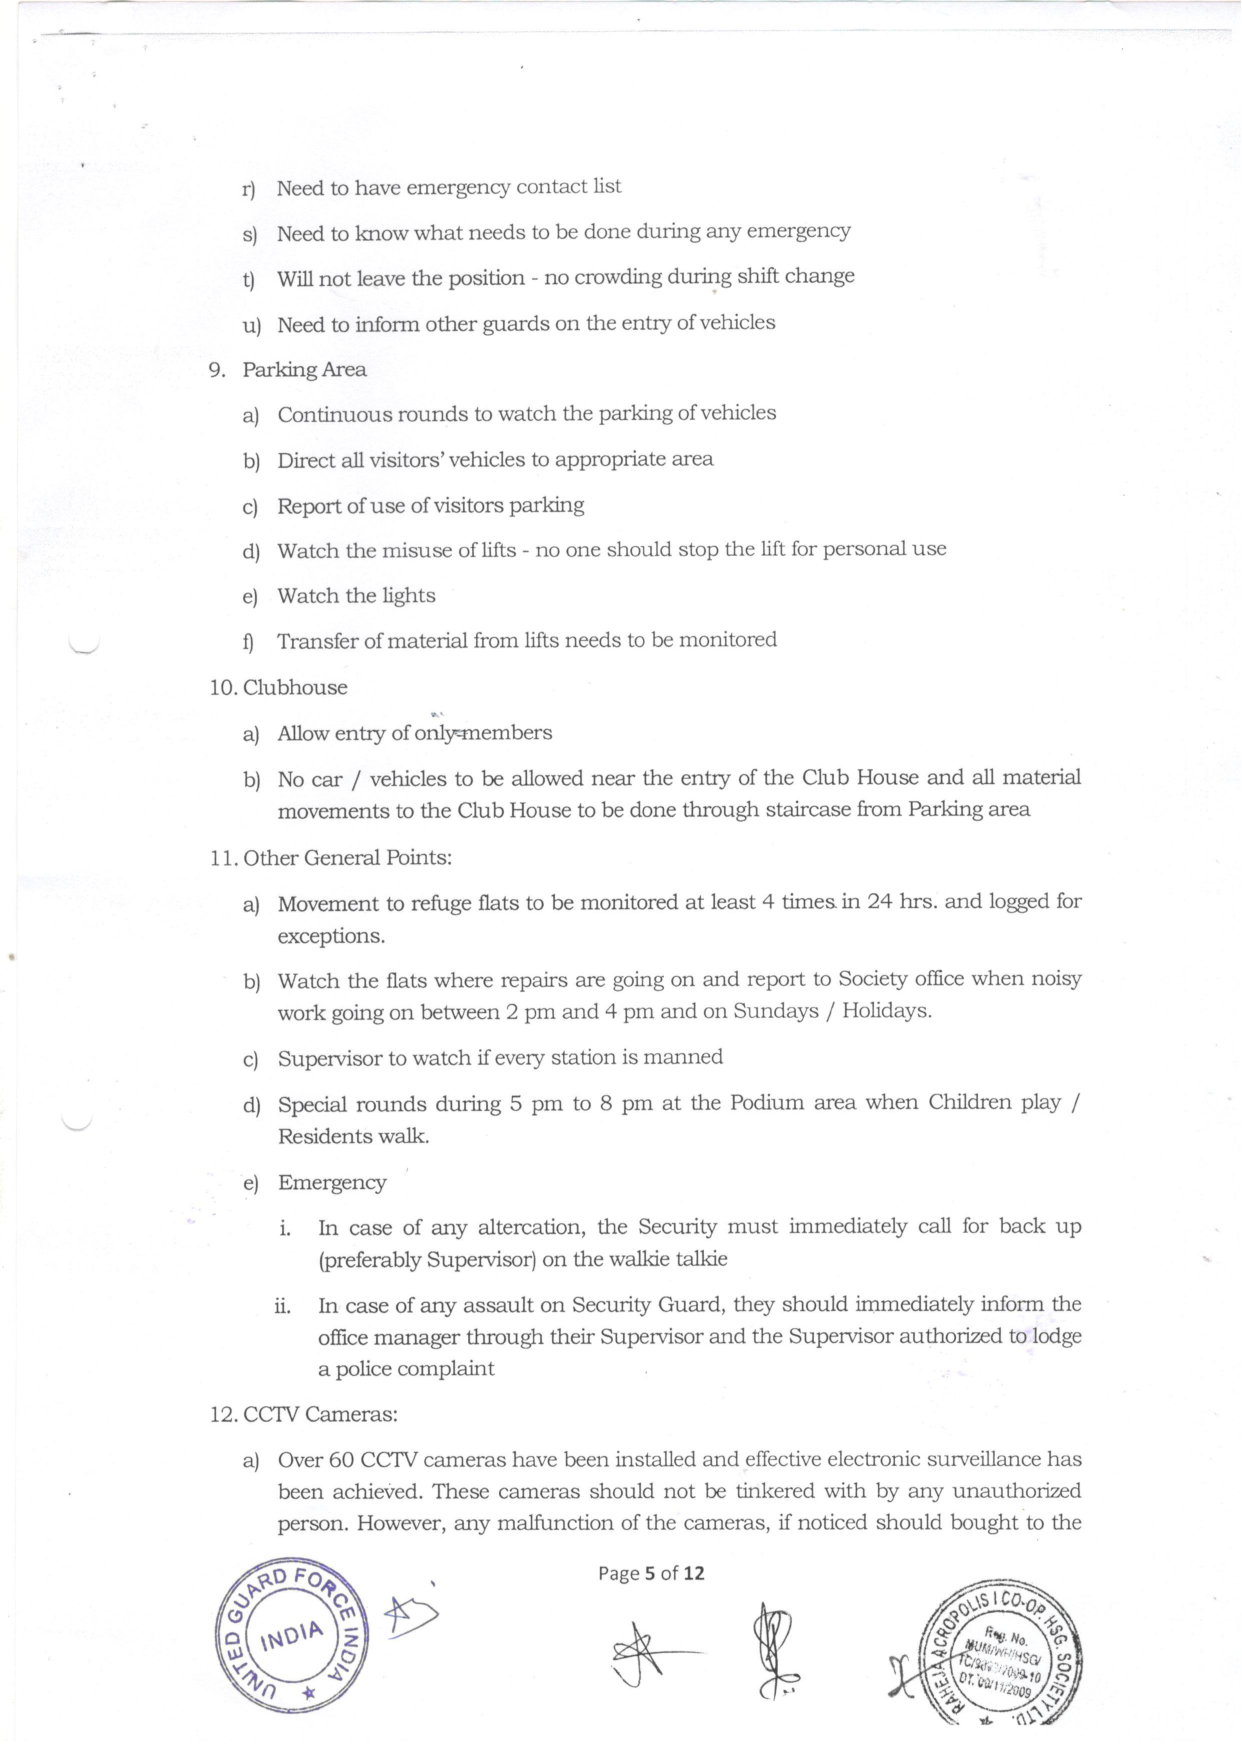 r) Need to have emergency contact list
s) Need to know what needs to be done during any emergency
t) Will not leave the position - no crowding during shift change
u) Need to inform other guards on the entry of vehicles
9. Parking Area
a) Continuous rounds to watch the parking of vehicles
b) Direct all visitors' vehicles to appropriate area
c) Report of use of visitors parking
d) Watch the misuse of lifts - no one should stop the lift for personal use
e) Watch the lights
f) Transfer of material from lifts needs to be monitored
10. Clubhouse
a) Allow entry of only members
b) No car / vehicles to be allowed near the entry of the Club House and all material
movements to the Club House to be done through staircase from Parking area
11. Other General Points:
a) Movement to refuge flats to be monitored at least 4 times in 24 hrs. and logged for
exceptions.
b) Watch the flats where repairs are going on and report to Society office when noisy
work going on between 2 pm and 4 pm and on Sundays / Holidays.
c) Supervisor to watch if every station is manned
d) Special rounds during 5 pm to 8 pm at the Podium area when Children play /
Residents walk.
e) Emergency
i. In case of any altercation, the Security must immediately call for back up
(preferably Supervisor) on the walkie talkie
ii. In case of any assault on Security Guard, they should immediately inform the
office manager through their Supervisor and the Supervisor authorized to lodge
a police complaint
12. CCTV Cameras:
a) Over 60 CCTV cameras have been installed and effective electronic surveillance has
been achieved. These cameras should not be tinkered with by any unauthorized
person. However, any malfunction of the cameras, if noticed should bought to the
Page 5 of 12
UNITED GUARD FORCE INDIA
INDIA
RAHEJA ACROPOLIS I CO-OP. HSG. SOCIETY LTD.
Reg. No.
DT. 09/11/2009